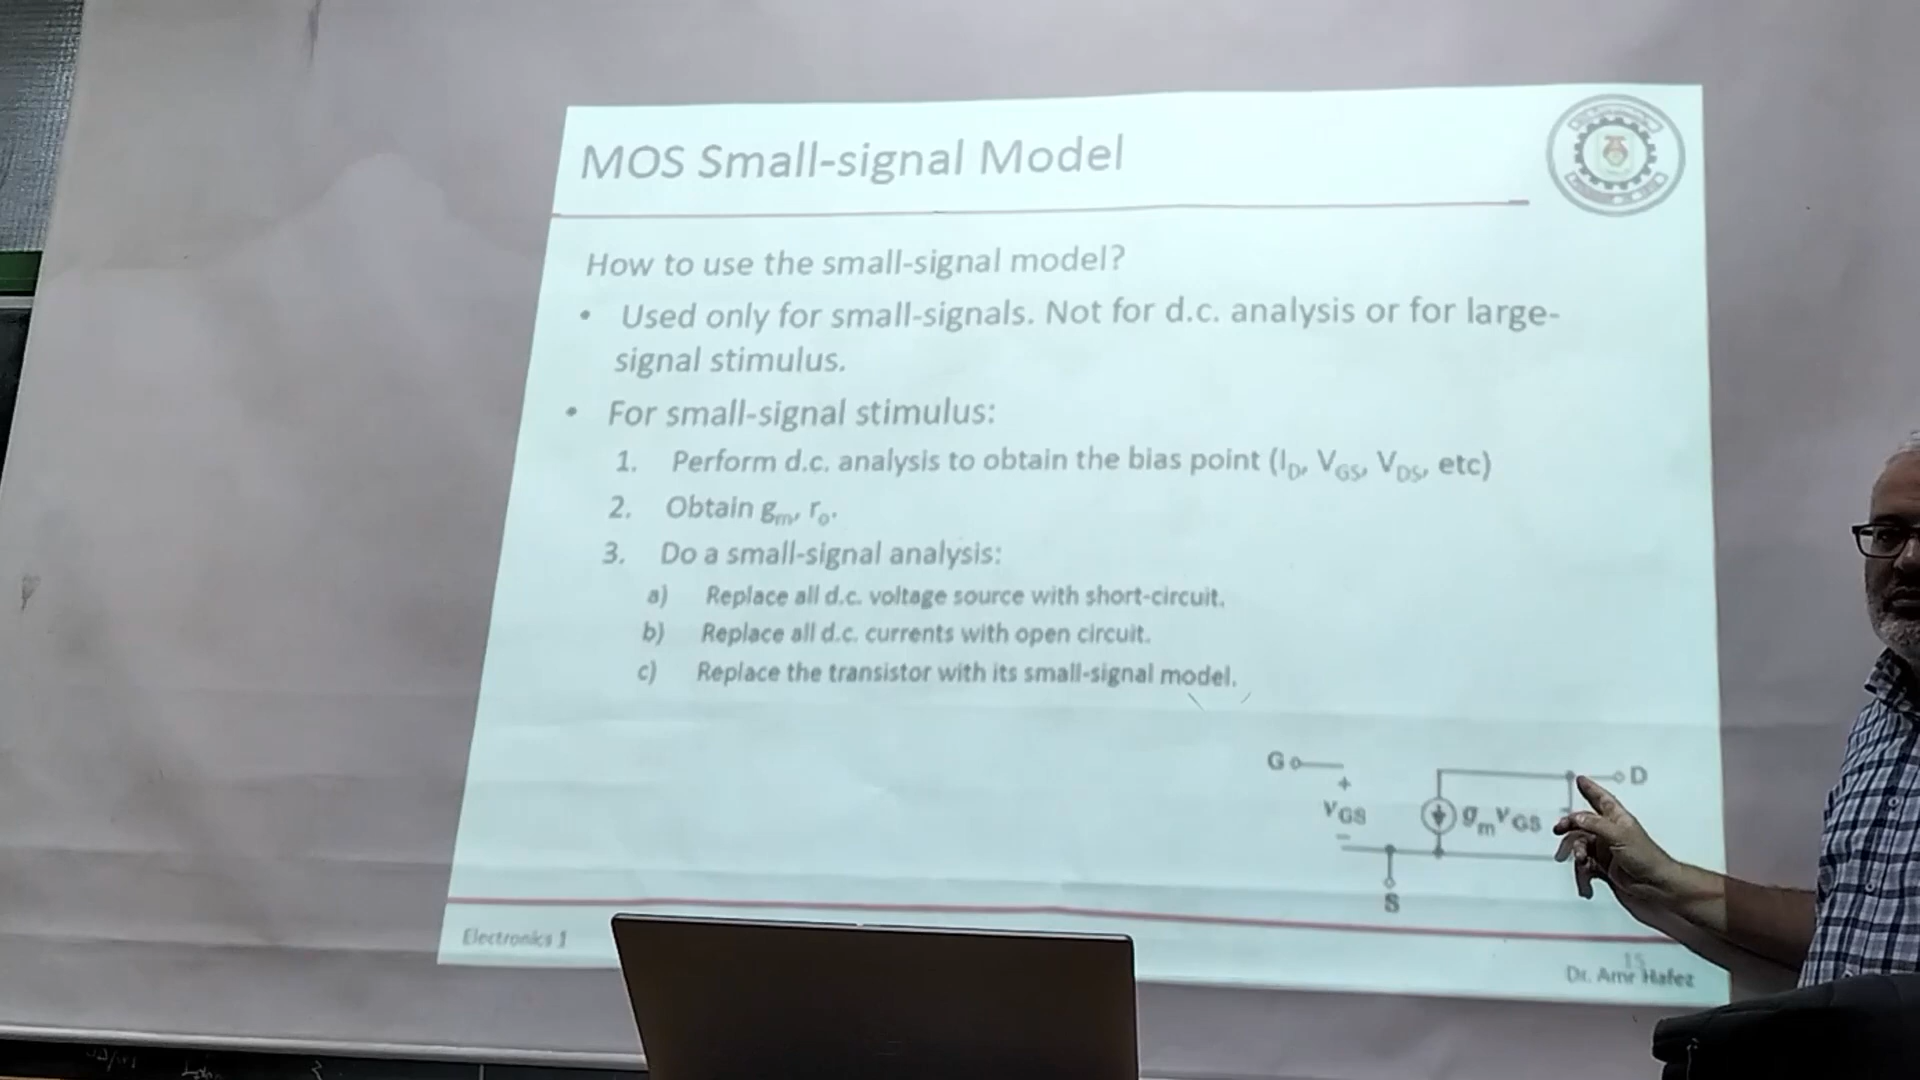 MOS Small-signal Model
How to use the small-signal model?
• Used only for small-signals. Not for d.c. analysis or for large-
signal stimulus.
• For small-signal stimulus:
1. Perform d.c. analysis to obtain the bias point (I_D, V_GS, V_DS, etc)
2. Obtain g_m, r_o.
3. Do a small-signal analysis:
a) Replace all d.c. voltage source with short-circuit.
b) Replace all d.c. currents with open circuit.
c) Replace the transistor with its small-signal model.
G
D
+
v_GS
g_m v_GS
−
S
Electronics 1
15
Dr. Amr Hafez